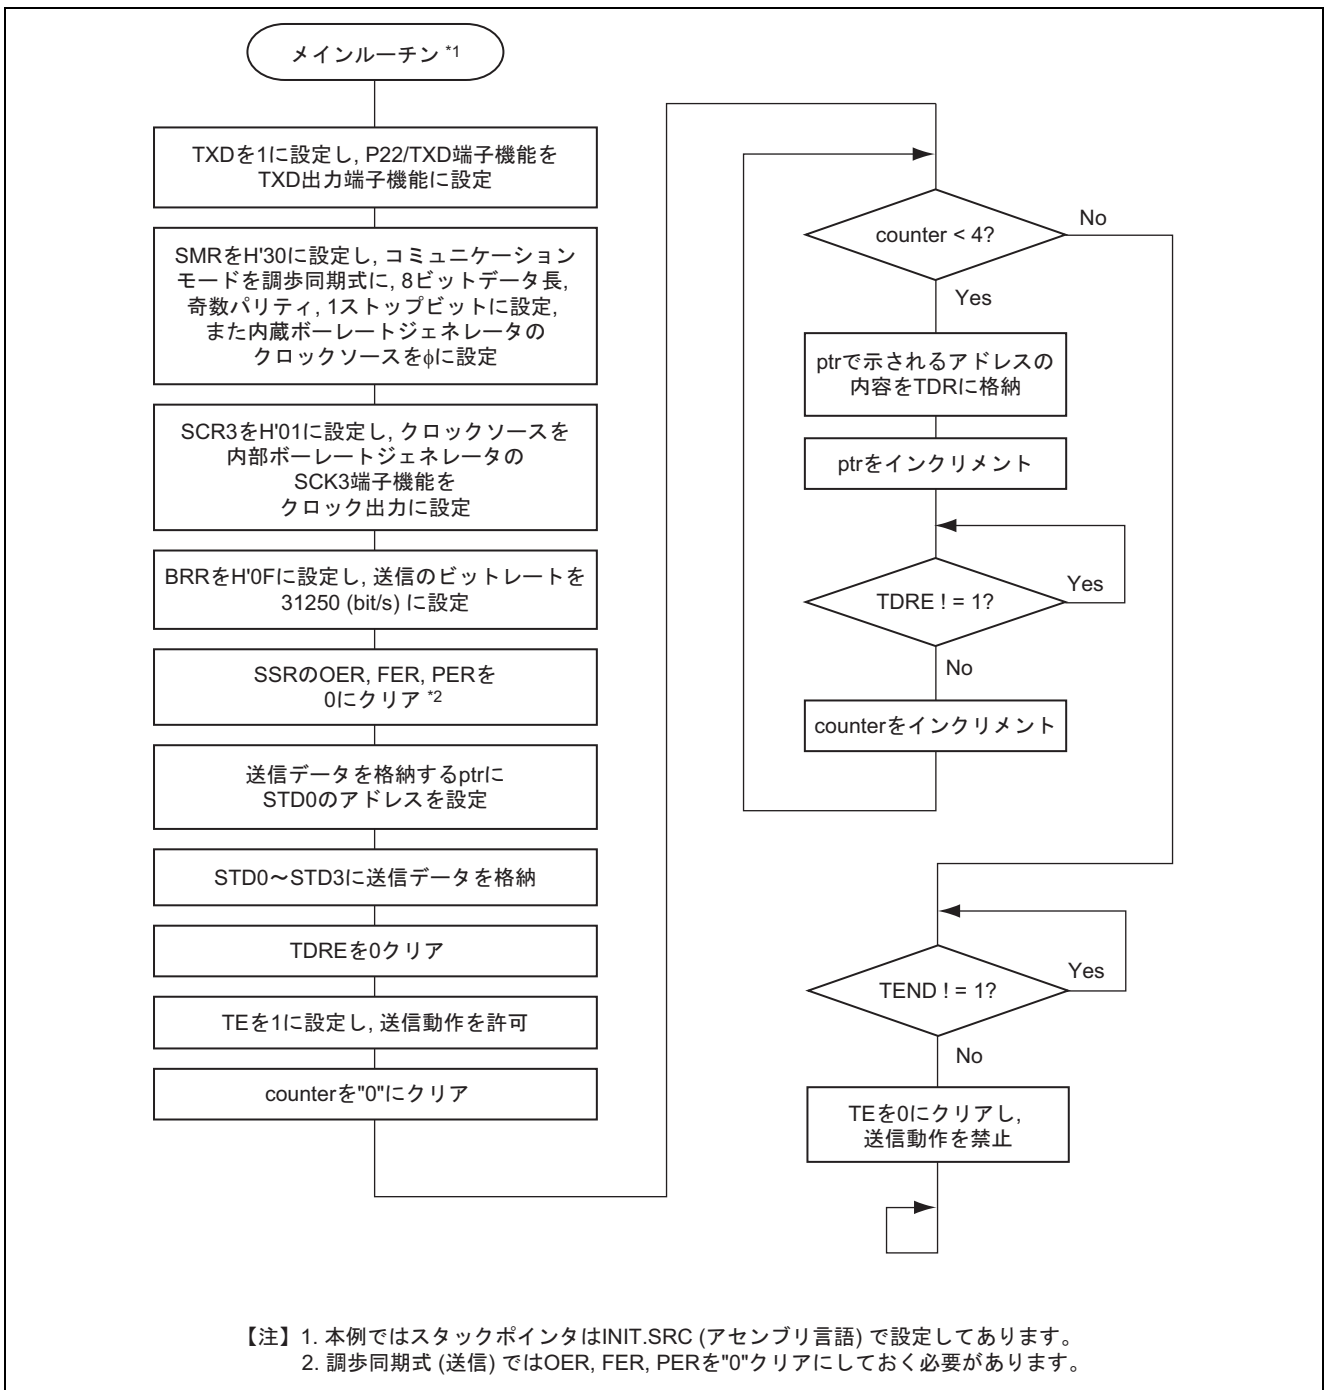 メインルーチン *1
TXDを1に設定し, P22/TXD端子機能を
TXD出力端子機能に設定
SMRをH'30に設定し, コミュニケーション
モードを調歩同期式に, 8ビットデータ長,
奇数パリティ, 1ストップビットに設定,
また内蔵ボーレートジェネレータの
クロックソースをφに設定
SCR3をH'01に設定し, クロックソースを
内部ボーレートジェネレータの
SCK3端子機能を
クロック出力に設定
BRRをH'0Fに設定し, 送信のビットレートを
31250 (bit/s) に設定
SSRのOER, FER, PERを
0にクリア *2
送信データを格納するptrに
STD0のアドレスを設定
STD0～STD3に送信データを格納
TDREを0クリア
TEを1に設定し, 送信動作を許可
counterを"0"にクリア
counter < 4?
No
Yes
ptrで示されるアドレスの
内容をTDRに格納
ptrをインクリメント
TDRE ! = 1?
Yes
No
counterをインクリメント
TEND ! = 1?
Yes
No
TEを0にクリアし,
送信動作を禁止
【注】1. 本例ではスタックポインタはINIT.SRC (アセンブリ言語) で設定してあります。
2. 調歩同期式 (送信) ではOER, FER, PERを"0"クリアにしておく必要があります。